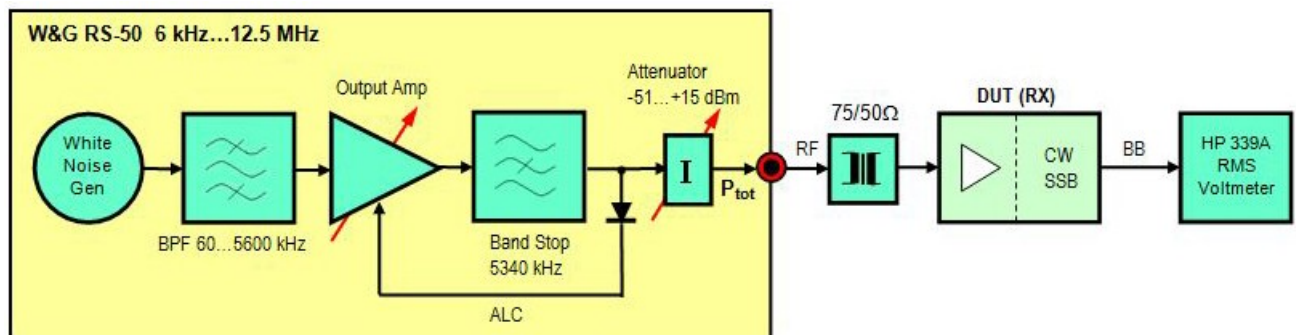 W&G RS-50 6 kHz…12.5 MHz
White
Noise
Gen
BPF 60…5600 kHz
Output Amp
Band Stop
5340 kHz
ALC
Attenuator
-51…+15 dBm
I
Ptot
RF
75/50Ω
DUT (RX)
CW
SSB
BB
HP 339A
RMS
Voltmeter